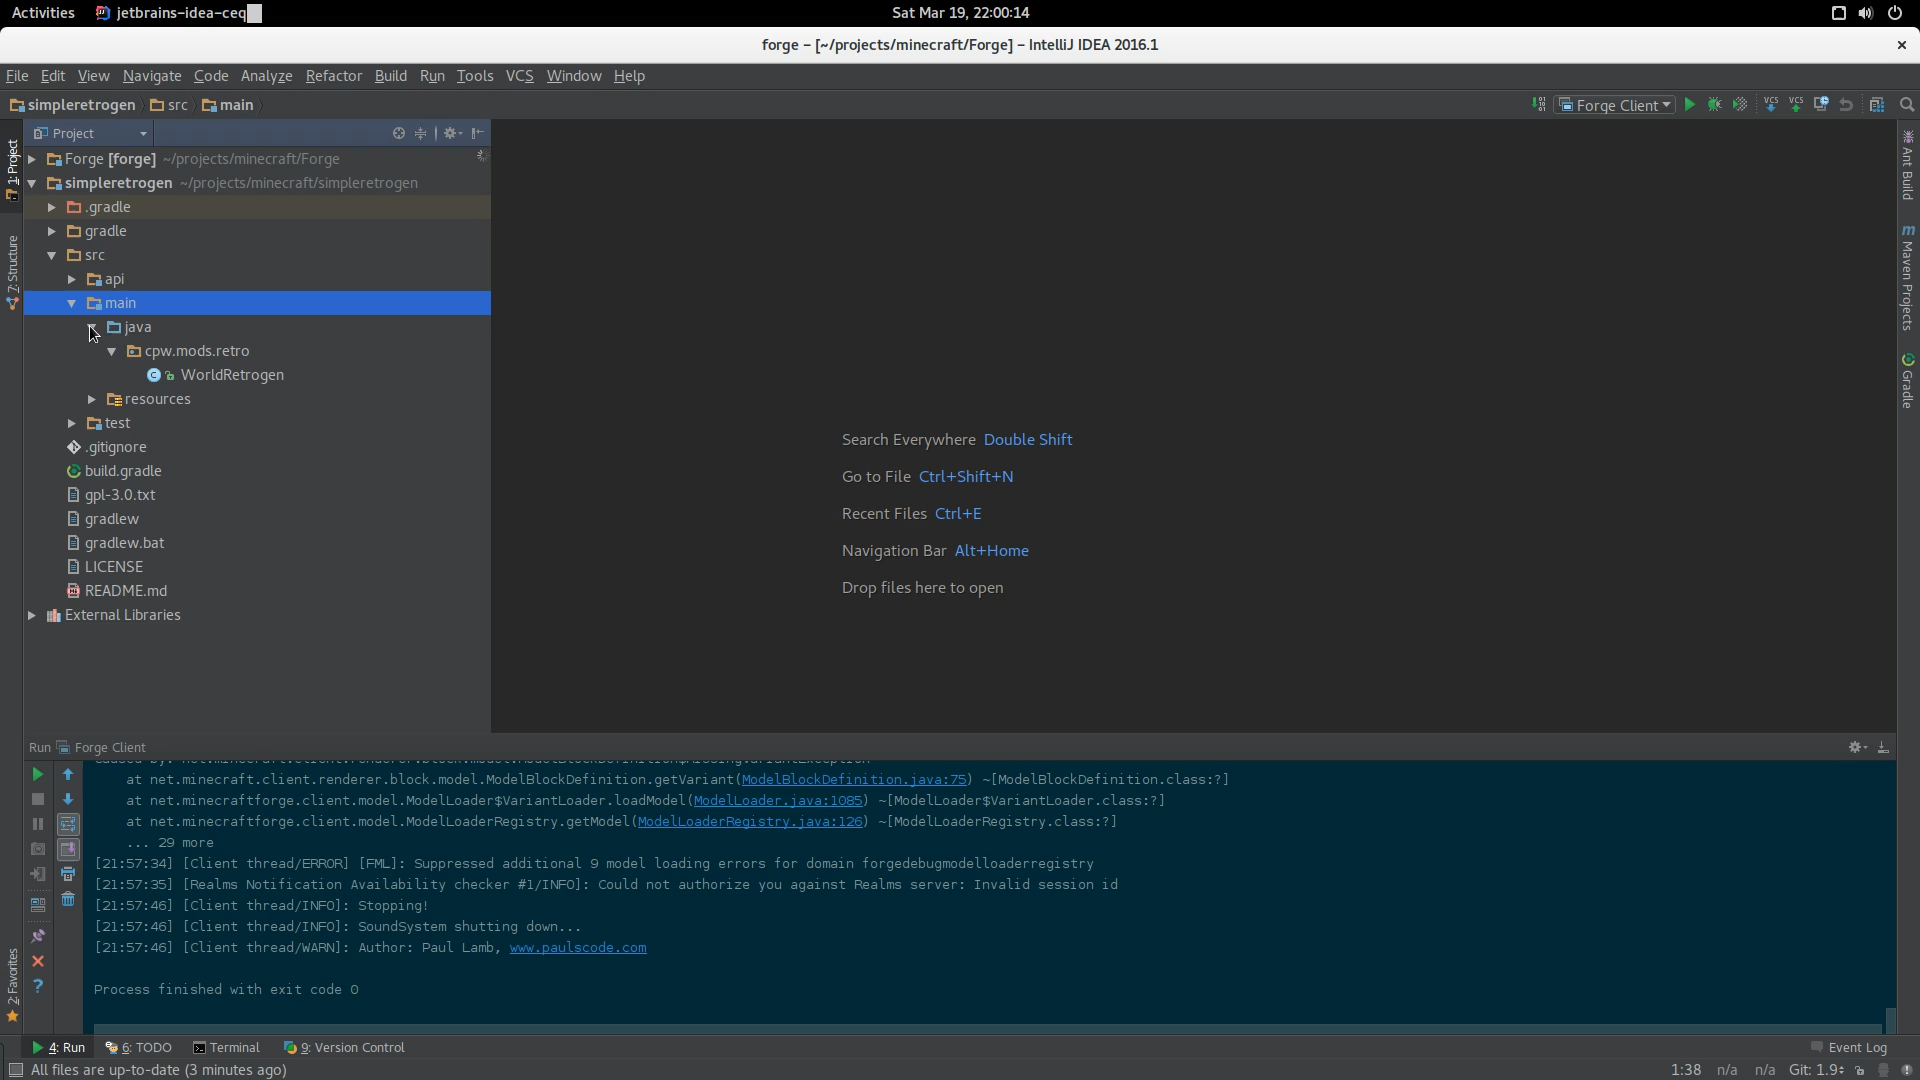 Activities jetbrains-idea-ceq Sat Mar 19, 22:00:14
forge – [~/projects/minecraft/Forge] – IntelliJ IDEA 2016.1
File Edit View Navigate Code Analyze Refactor Build Run Tools VCS Window Help
simpleretrogen src main Forge Client VCS VCS
Project
1: Project
7: Structure
2: Favorites
Forge [forge] ~/projects/minecraft/Forge
simpleretrogen ~/projects/minecraft/simpleretrogen
.gradle
gradle
src
api
main
java
cpw.mods.retro
WorldRetrogen
resources
test
.gitignore
build.gradle
gpl-3.0.txt
gradlew
gradlew.bat
LICENSE
README.md
External Libraries
Search Everywhere Double Shift
Go to File Ctrl+Shift+N
Recent Files Ctrl+E
Navigation Bar Alt+Home
Drop files here to open
Ant Build
Maven Projects
Gradle
Run Forge Client
at net.minecraft.client.renderer.block.model.ModelBlockDefinition.getVariant(ModelBlockDefinition.java:75) ~[ModelBlockDefinition.class:?]
at net.minecraftforge.client.model.ModelLoader$VariantLoader.loadModel(ModelLoader.java:1085) ~[ModelLoader$VariantLoader.class:?]
at net.minecraftforge.client.model.ModelLoaderRegistry.getModel(ModelLoaderRegistry.java:126) ~[ModelLoaderRegistry.class:?]
... 29 more
[21:57:34] [Client thread/ERROR] [FML]: Suppressed additional 9 model loading errors for domain forgedebugmodelloaderregistry
[21:57:35] [Realms Notification Availability checker #1/INFO]: Could not authorize you against Realms server: Invalid session id
[21:57:46] [Client thread/INFO]: Stopping!
[21:57:46] [Client thread/INFO]: SoundSystem shutting down...
[21:57:46] [Client thread/WARN]: Author: Paul Lamb, www.paulscode.com
Process finished with exit code 0
4: Run 6: TODO Terminal 9: Version Control Event Log
All files are up-to-date (3 minutes ago) 1:38 n/a n/a Git: 1.9